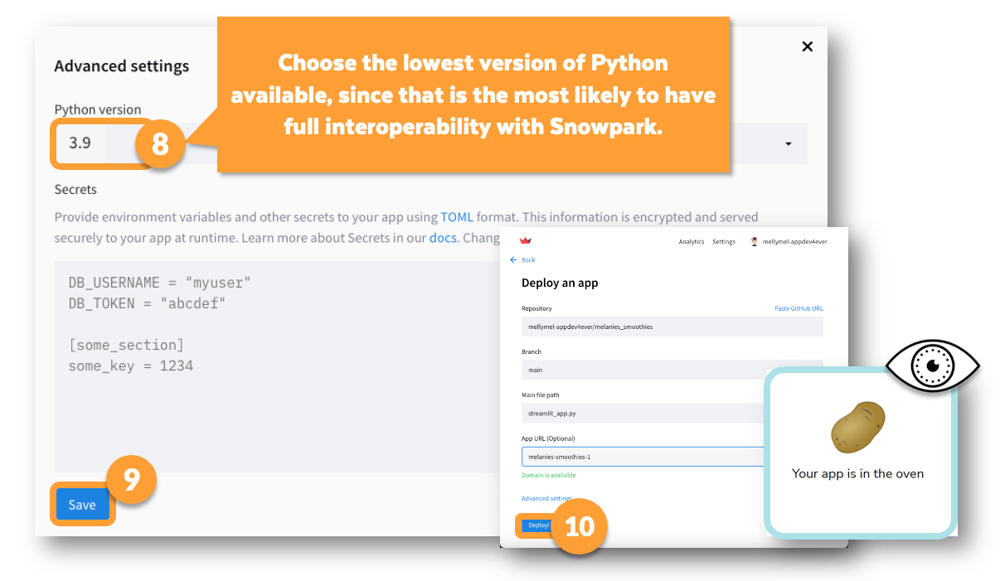 Choose the lowest version of Python
available, since that is the most likely to have
full interoperability with Snowpark.
Advanced settings
Python version
3.9
8
Secrets
Provide environment variables and other secrets to your app using TOML format. This information is encrypted and served
securely to your app at runtime. Learn more about Secrets in our docs. Chang
DB_USERNAME = "myuser"
DB_TOKEN = "abcdef"
[some_section]
some_key = 1234
9
Save
Analytics Settings mellymel-appdev4ever
Back
Deploy an app
Repository Paste GitHub URL
mellymel-appdev4ever/melanies_smoothies
Branch
main
Main file path
streamlit_app.py
App URL (Optional)
melanies-smoothies-1
Domain is available
Advanced settings
Deploy!
10
Your app is in the oven